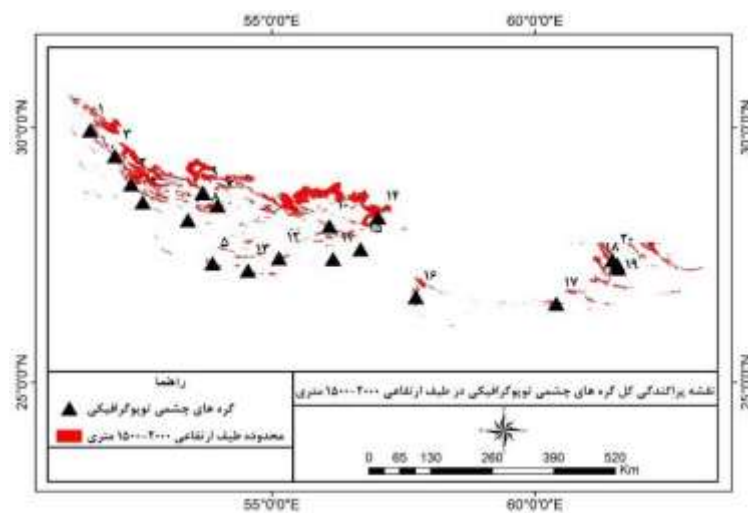 55°0'0"E 60°0'0"E
30°0'0"N 30°0'0"N
۱
۳
۵
۱۳
۱۲
۱۰
۱۴
۱۶
۱۷
۱۸
۱۹
۲۰
25°0'0"N 25°0'0"N
راهنما
گره های چشمی توپوگرافیکی
محدوده طیف ارتفاعی ۲۰۰۰-۱۵۰۰ متری
نقشه پراکندگی کل گره های چشمی توپوگرافیکی در طیف ارتفاعی ۲۰۰۰-۱۵۰۰ متری
0 65 130 260 390 520
Km
55°0'0"E 60°0'0"E